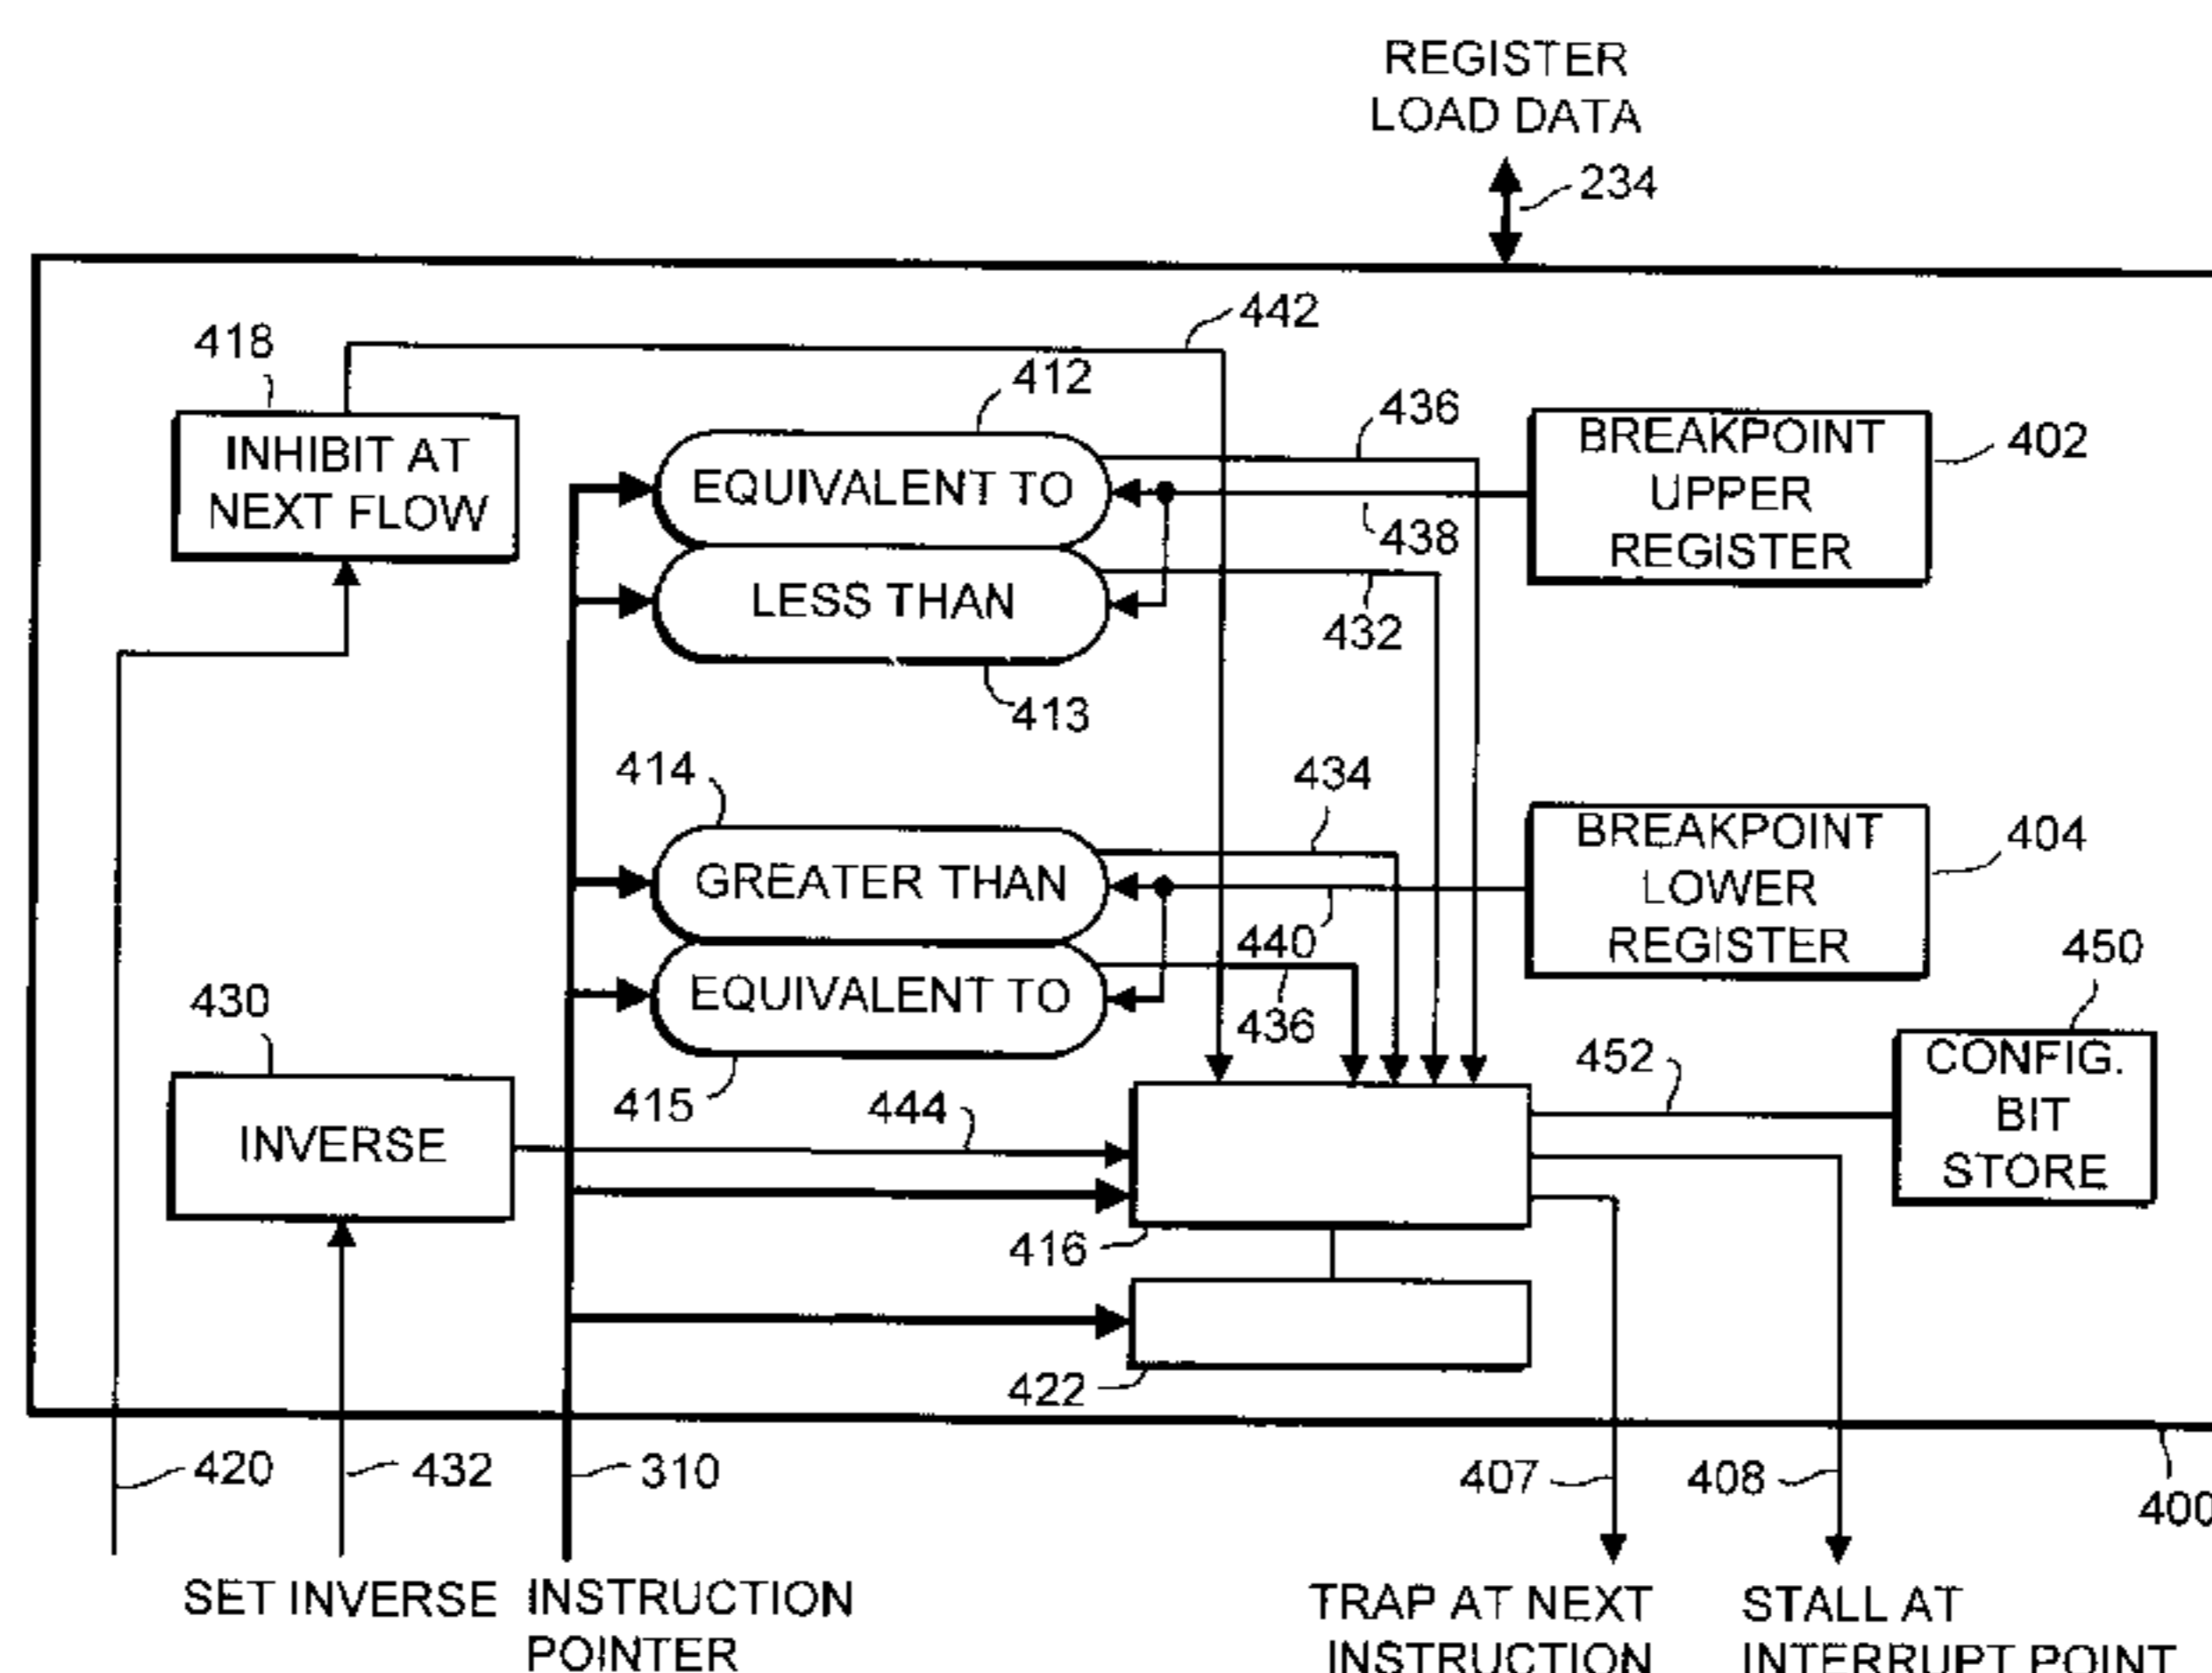 REGISTER
LOAD DATA
234
442
418
412
436
402
INHIBIT AT
NEXT FLOW
EQUIVALENT TO
BREAKPOINT
UPPER
REGISTER
438
LESS THAN
432
413
414
434
404
GREATER THAN
BREAKPOINT
LOWER
REGISTER
440
450
430
EQUIVALENT TO
436
452
415
444
INVERSE
CONFIG.
BIT
STORE
416
422
420
432
310
407
408
400
SET INVERSE
INSTRUCTION
POINTER
TRAP AT NEXT
INSTRUCTION
STALL AT
INTERRUPT POINT